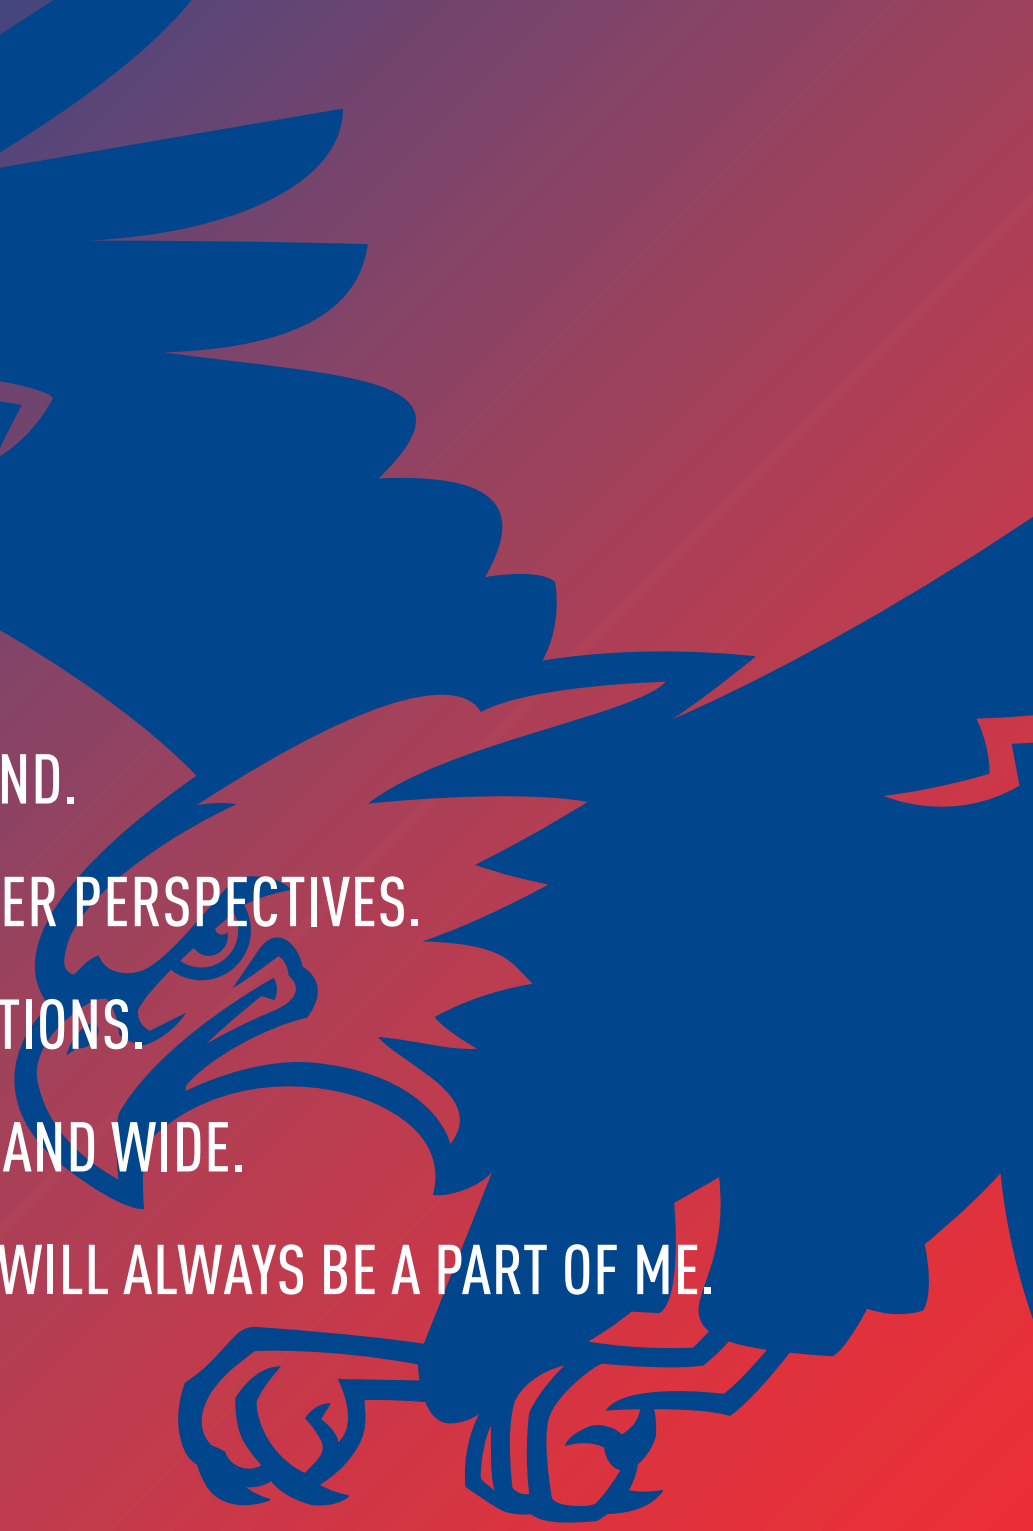 ND.
ER PERSPECTIVES.
TIONS.
AND WIDE.
WILL ALWAYS BE A PART OF ME.